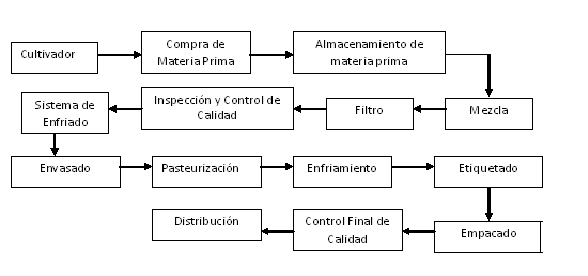 Cultivador
Compra de
Materia Prima
Almacenamiento de
materia prima
Mezcla
Filtro
Inspección y Control de
Calidad
Sistema de
Enfriado
Envasado
Pasteurización
Enfriamiento
Etiquetado
Empacado
Control Final de
Calidad
Distribución